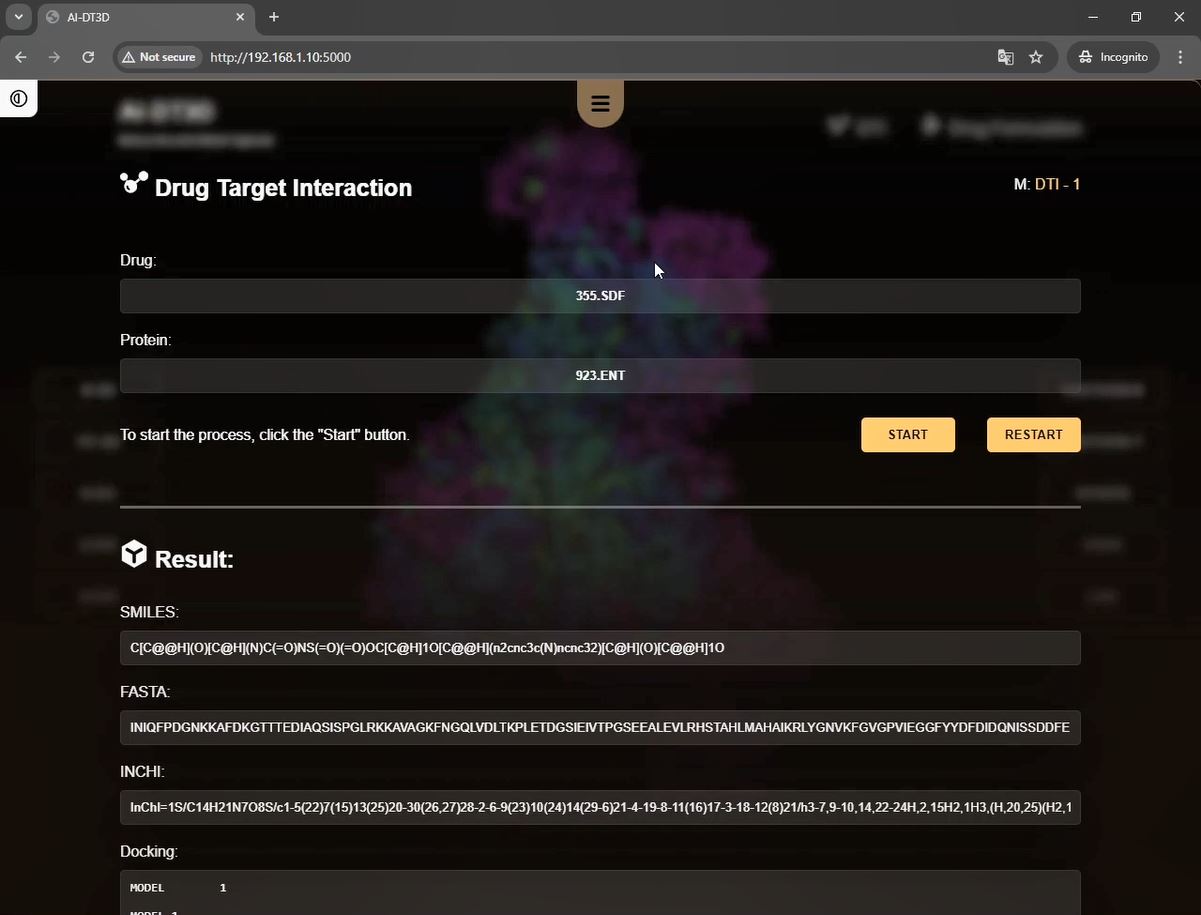 AI-DT3D
Not secure
http://192.168.1.10:5000
Incognito
AI-DT3D
Drug Target Interaction
M: DTI - 1
Drug:
355.SDF
Protein:
923.ENT
To start the process, click the "Start" button.
START
RESTART
Result:
SMILES:
C[C@@H](O)[C@H](N)C(=O)NS(=O)(=O)OC[C@H]1O[C@@H](n2cnc3c(N)ncnc32)[C@H](O)[C@@H]1O
FASTA:
INIQFPDGNKKAFDKGTTTEDIAQSISPGLRKKAVAGKFNGQLVDLTKPLETDGSIEIVTPGSEEALEVLRHSTAHLMAHAIKRLYGNVKFGVGPVIEGGFYYDFDIDQNISSDDFE
INCHI:
InChI=1S/C14H21N7O8S/c1-5(22)7(15)13(25)20-30(26,27)28-2-6-9(23)10(24)14(29-6)21-4-19-8-11(16)17-3-18-12(8)21/h3-7,9-10,14,22-24H,2,15H2,1H3,(H,20,25)(H2,1
Docking:
MODEL 1
MODEL 1